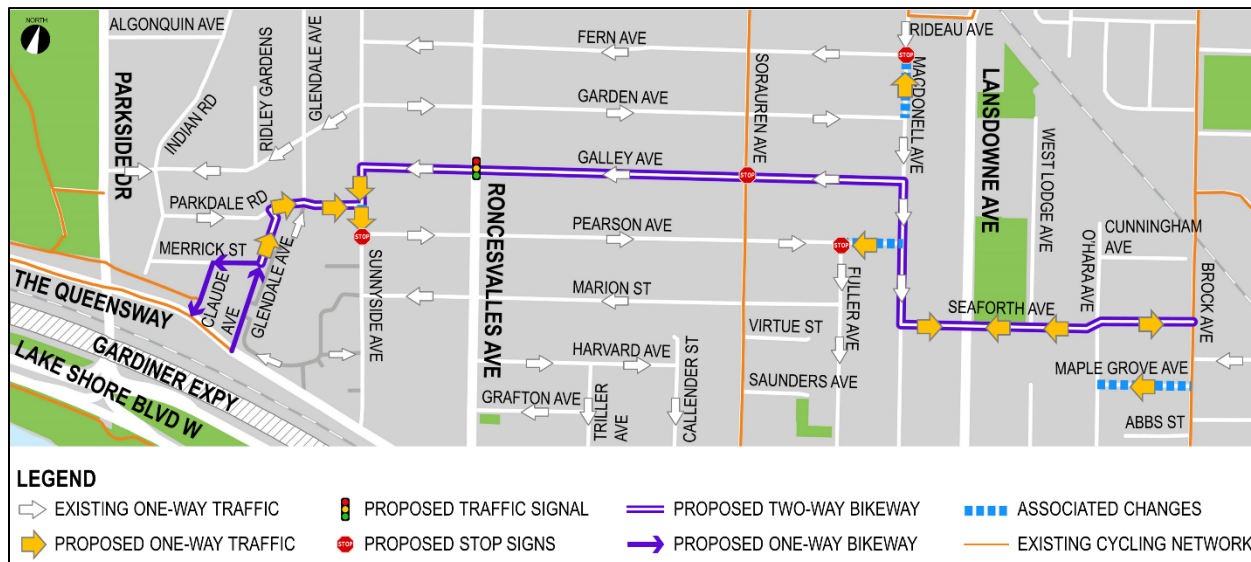 NORTH
ALGONQUIN AVE
PARKSIDE DR
INDIAN RD
RIDLEY GARDENS
GLENDALE AVE
FERN AVE
GARDEN AVE
GALLEY AVE
SORAUREN AVE
STOP
RIDEAU AVE
STOP
MACDONELL AVE
LANSDOWNE AVE
WEST LODGE AVE
PARKDALE RD
MERRICK ST
CLAUDE
AVE
GLENDALE AVE
STOP
SUNNYSIDE AVE
RONCESVALLES AVE
PEARSON AVE
STOP
MARION ST
FULLER AVE
VIRTUE ST
HARVARD AVE
SAUNDERS AVE
GRAFTON AVE
TRILLER
AVE
CALLENDER ST
CUNNINGHAM
AVE
O'HARA AVE
BROCK AVE
SEAFORTH AVE
MAPLE GROVE AVE
ABBS ST
THE QUEENSWAY
GARDINER EXPY
LAKE SHORE BLVD W
LEGEND
EXISTING ONE-WAY TRAFFIC
PROPOSED TRAFFIC SIGNAL
PROPOSED TWO-WAY BIKEWAY
ASSOCIATED CHANGES
PROPOSED ONE-WAY TRAFFIC
STOP
PROPOSED STOP SIGNS
PROPOSED ONE-WAY BIKEWAY
EXISTING CYCLING NETWORK